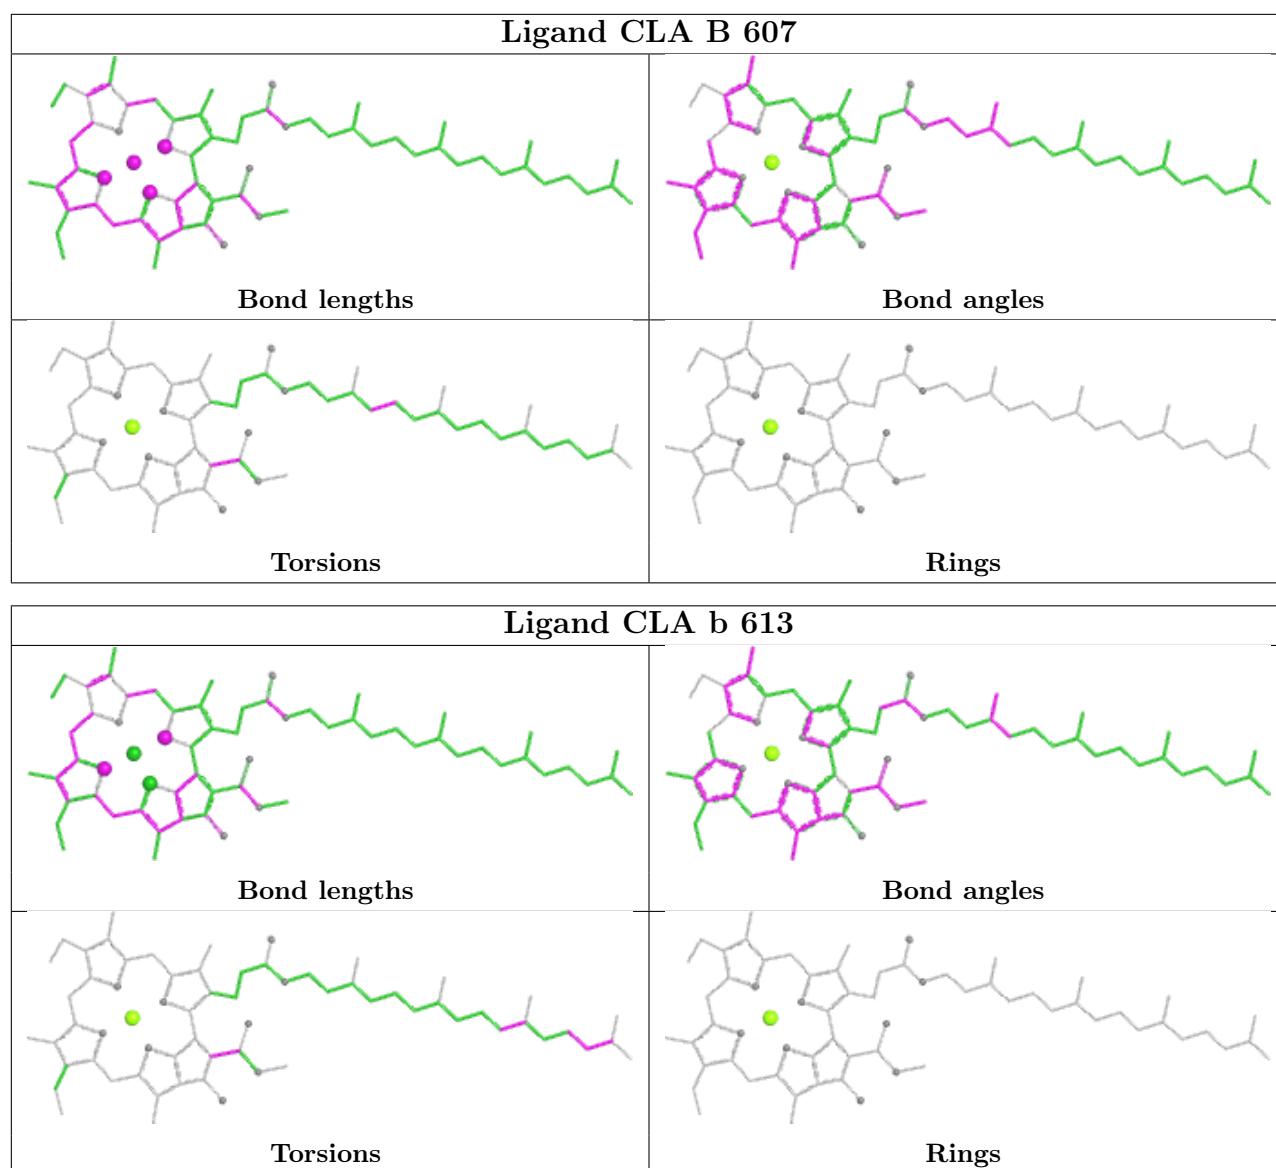 Ligand CLA B 607
Bond lengths
Bond angles
Torsions
Rings
Ligand CLA b 613
Bond lengths
Bond angles
Torsions
Rings